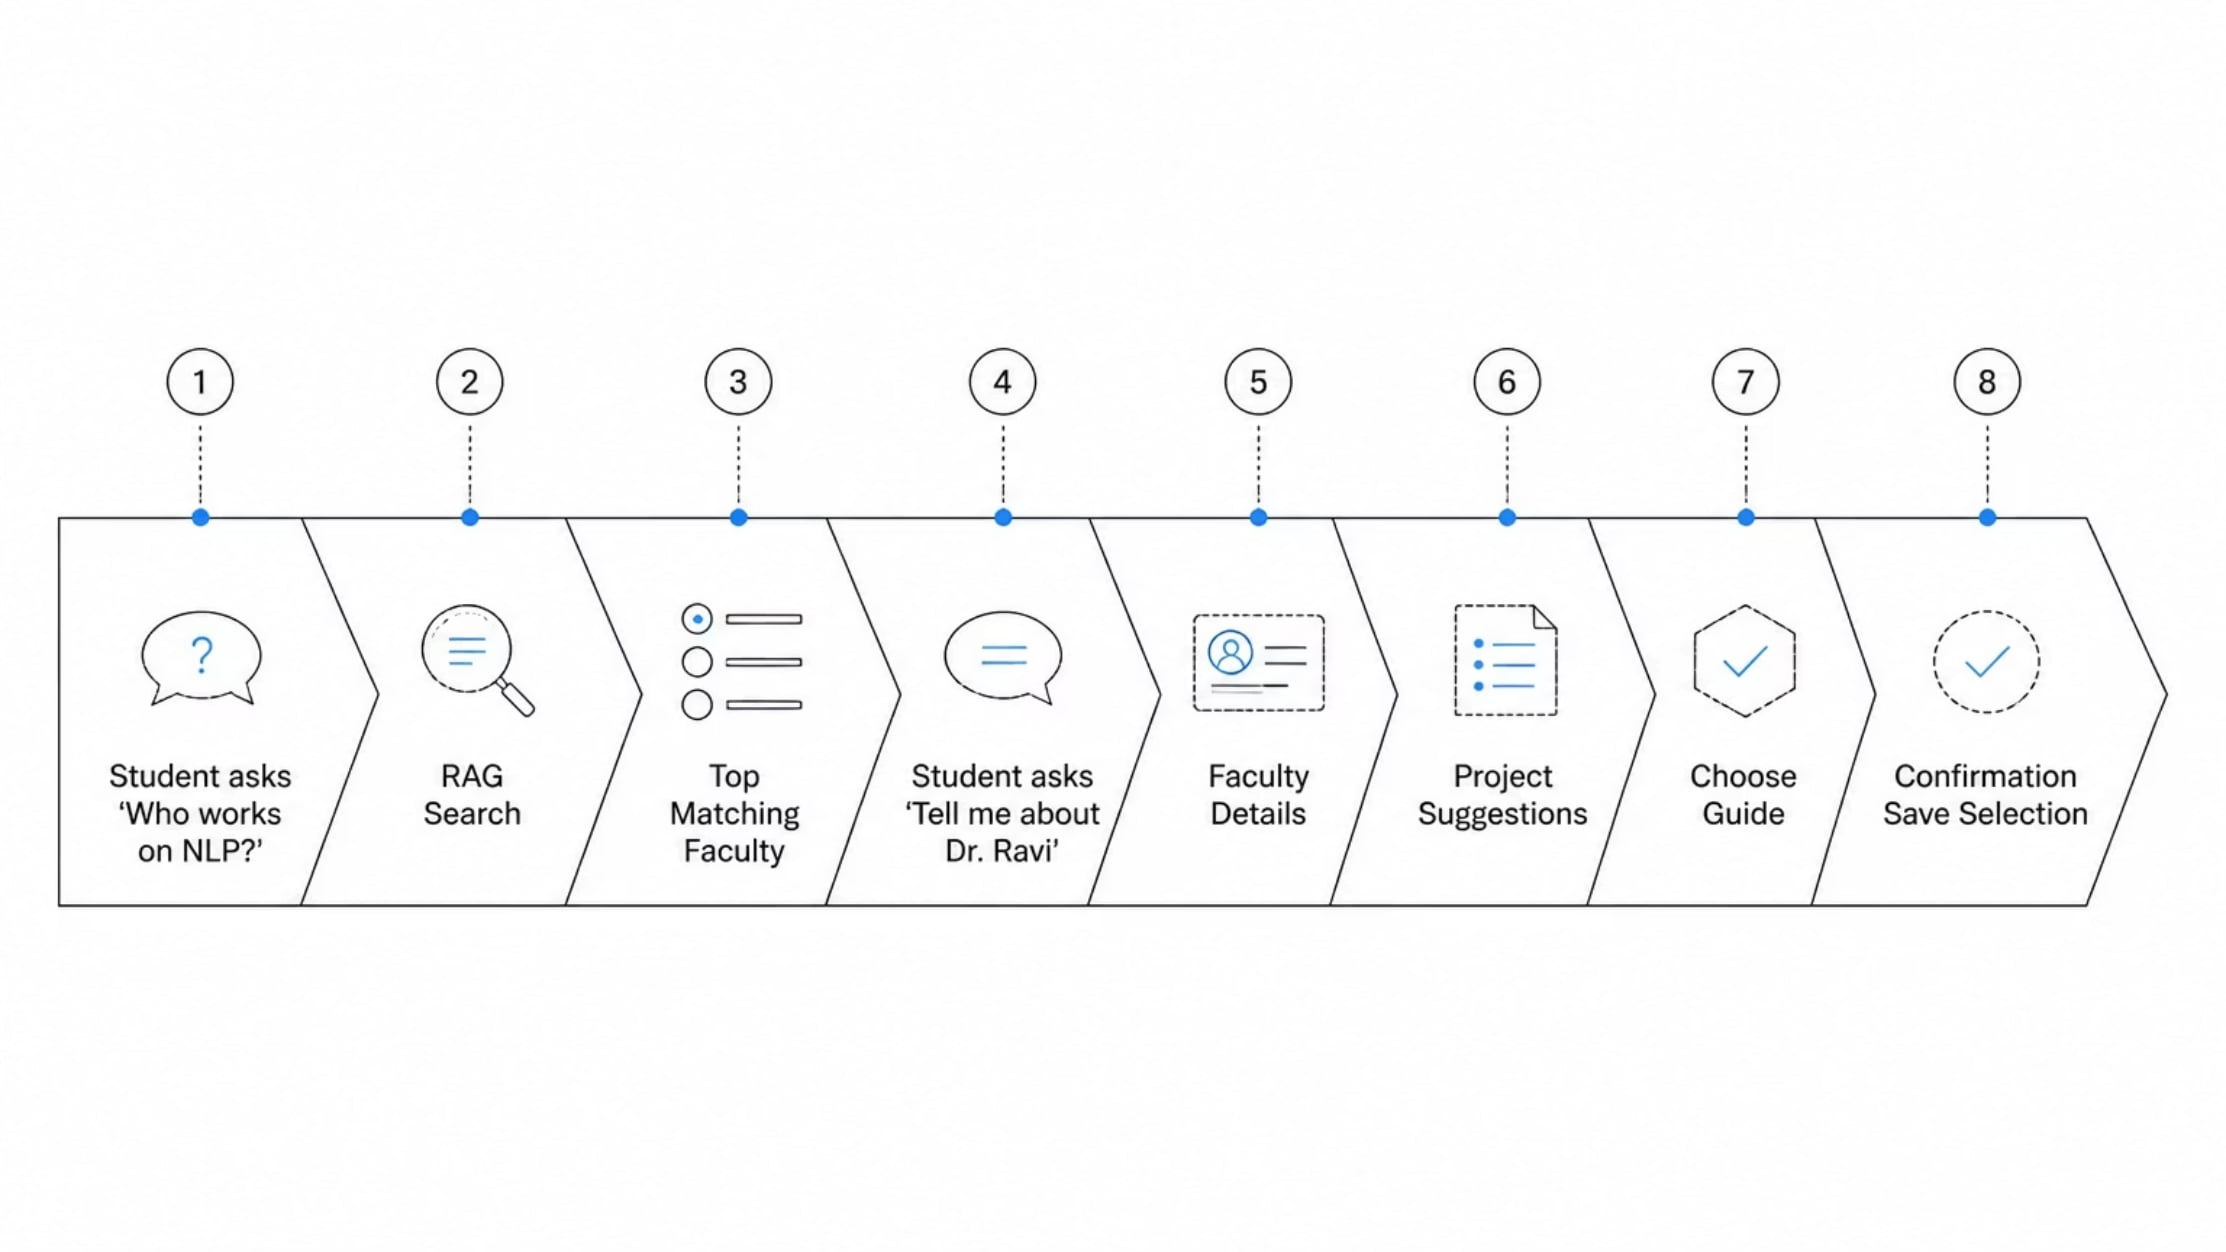 1
2
3
4
5
6
7
8
Student asks
‘Who works
on NLP?’
RAG
Search
Top
Matching
Faculty
Student asks
‘Tell me about
Dr. Ravi’
Faculty
Details
Project
Suggestions
Choose
Guide
Confirmation
Save Selection